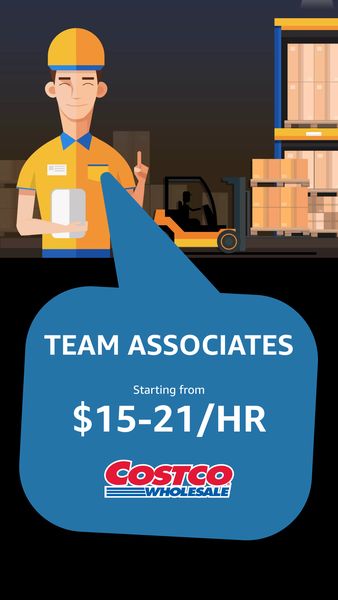 TEAM ASSOCIATES
Starting from
$15-21/HR
COSTCO
WHOLESALE